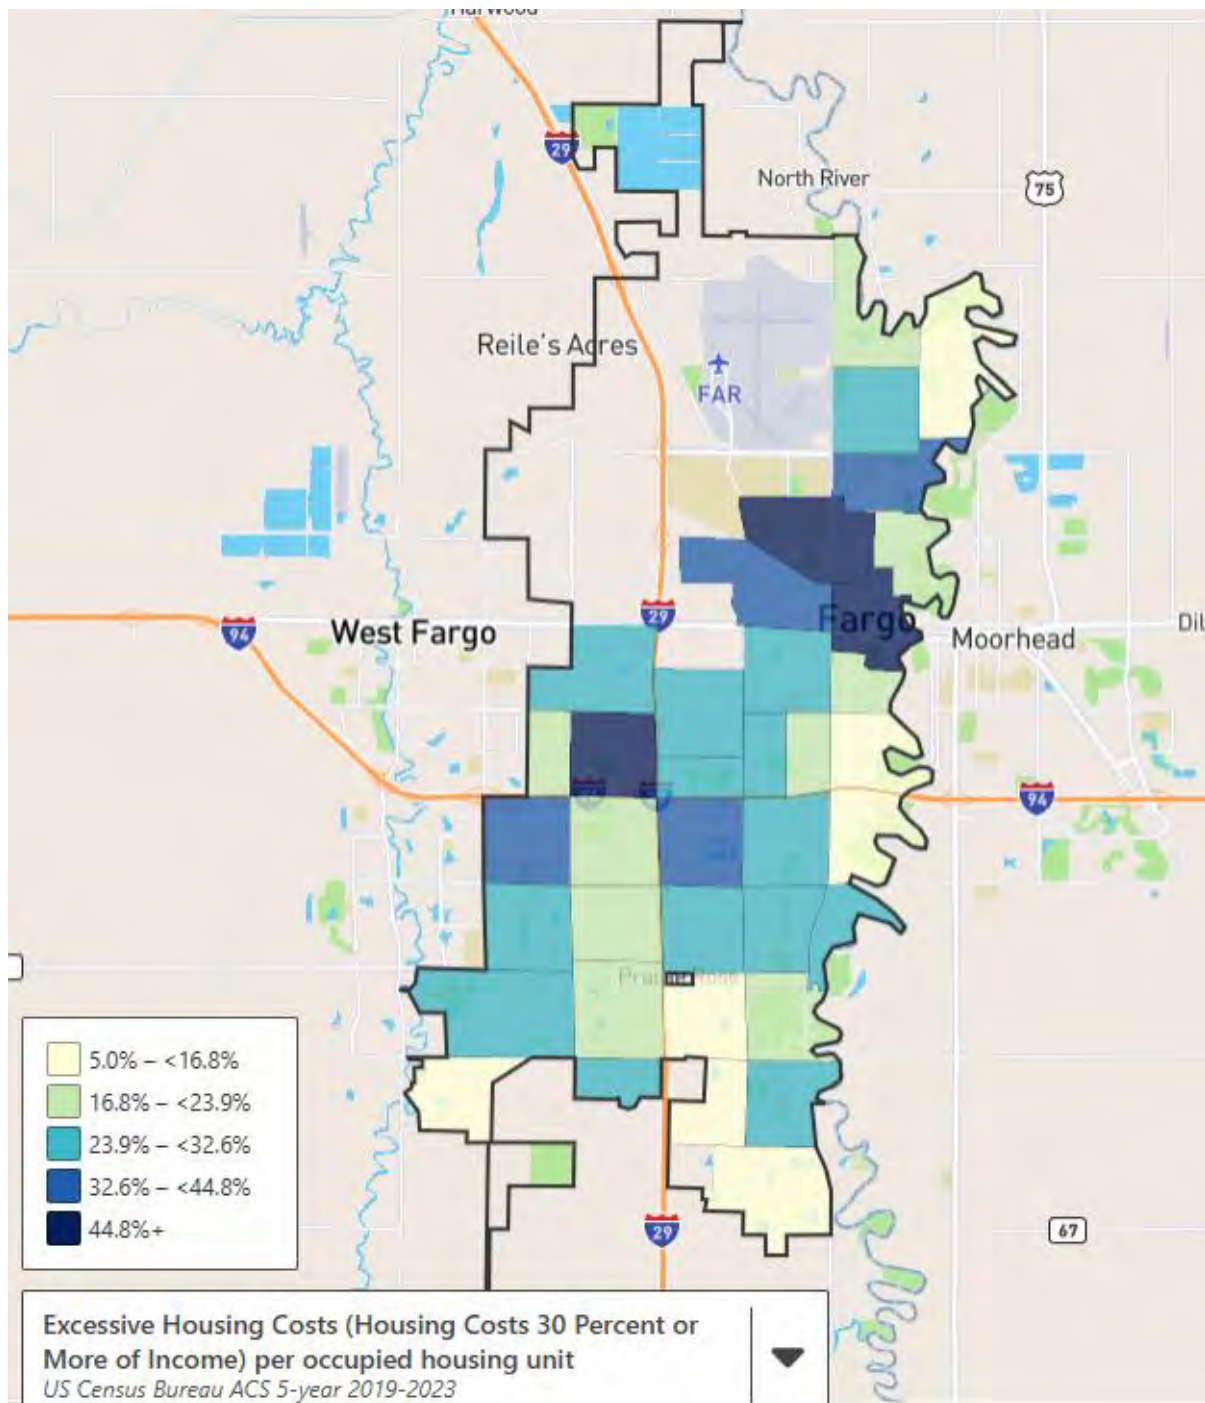 Harwood
29
North River
75
Reile's Acres
FAR
29
94
West Fargo
Fargo
Moorhead
94
5.0% – <16.8%
16.8% – <23.9%
23.9% – <32.6%
32.6% – <44.8%
44.8%+
29
67
Excessive Housing Costs (Housing Costs 30 Percent or
More of Income) per occupied housing unit
US Census Bureau ACS 5-year 2019-2023